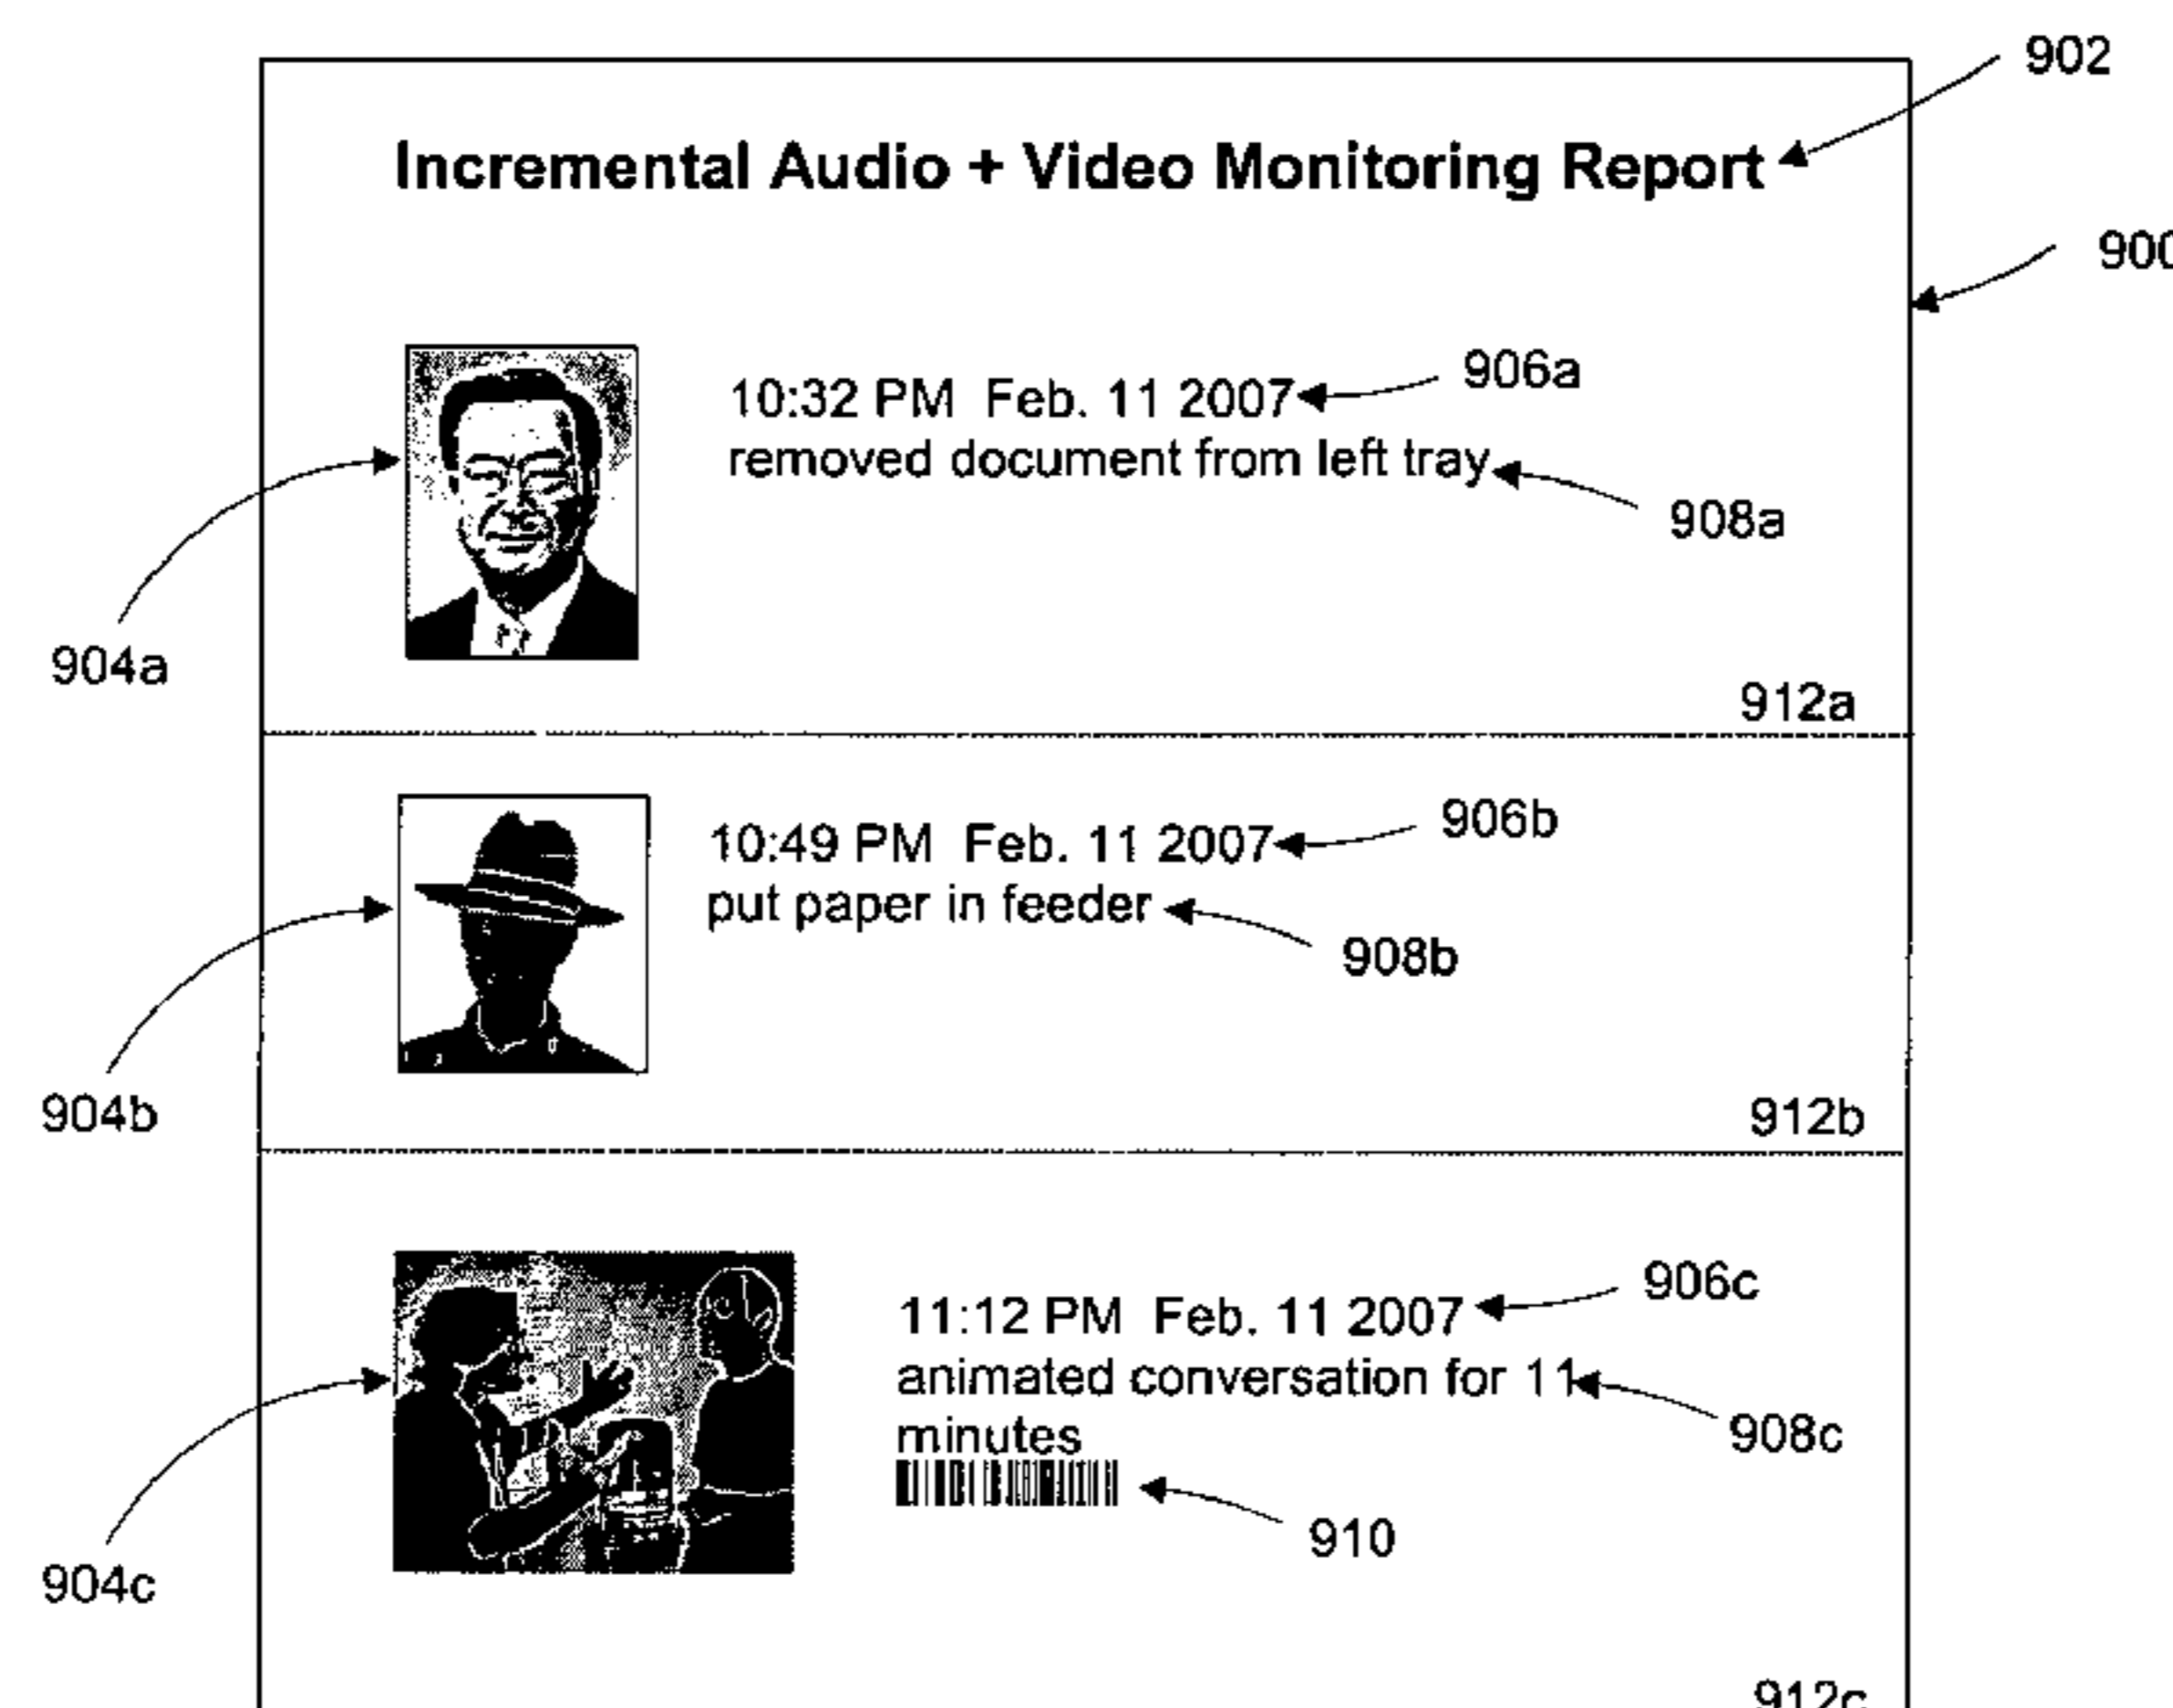 902
Incremental Audio + Video Monitoring Report
900
10:32 PM Feb. 11 2007
906a
removed document from left tray
908a
904a
912a
10:49 PM Feb. 11 2007
906b
put paper in feeder
908b
904b
912b
11:12 PM Feb. 11 2007
906c
animated conversation for 11
908c
minutes
910
904c
912c